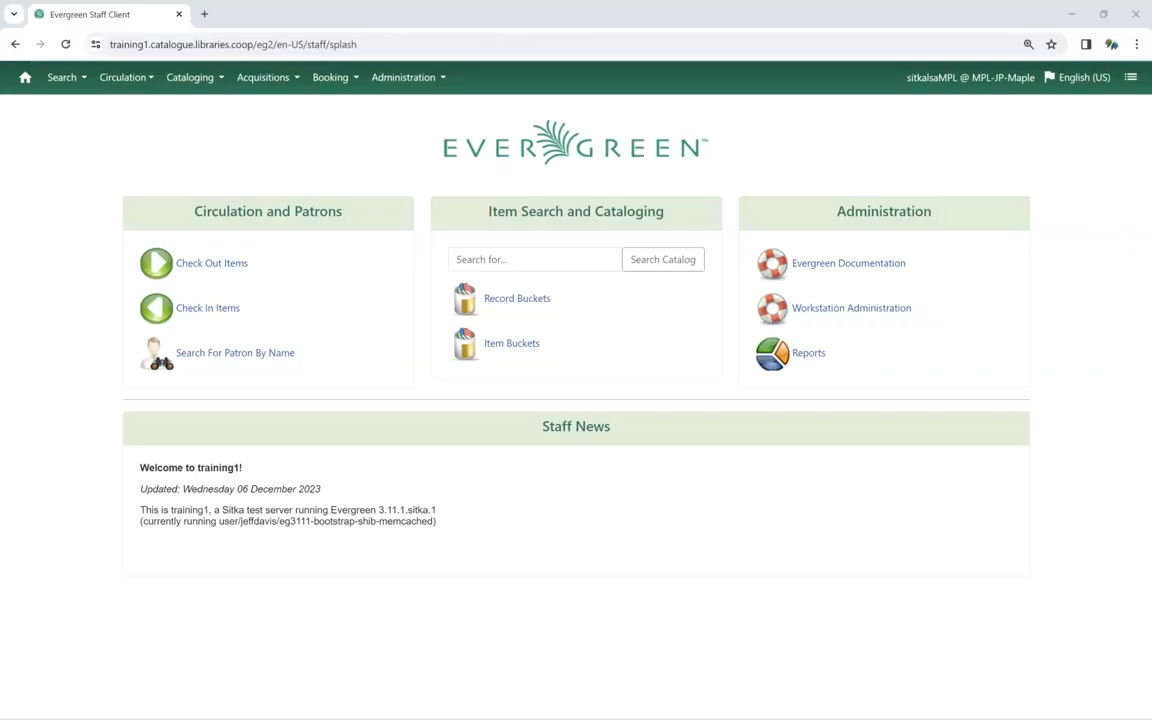 Evergreen Staff Client
training1.catalogue.libraries.coop/eg2/en-US/staff/splash
Search Circulation Cataloging Acquisitions Booking Administration sitkalsaMPL @ MPL-JP-Maple English (US)
EVERGREEN™
Circulation and Patrons
Check Out Items
Check In Items
Search For Patron By Name
Item Search and Cataloging
Search for... Search Catalog
Record Buckets
Item Buckets
Administration
Evergreen Documentation
Workstation Administration
Reports
Staff News
Welcome to training1!
Updated: Wednesday 06 December 2023
This is training1, a Sitka test server running Evergreen 3.11.1.sitka.1
(currently running user/jeffdavis/eg3111-bootstrap-shib-memcached)